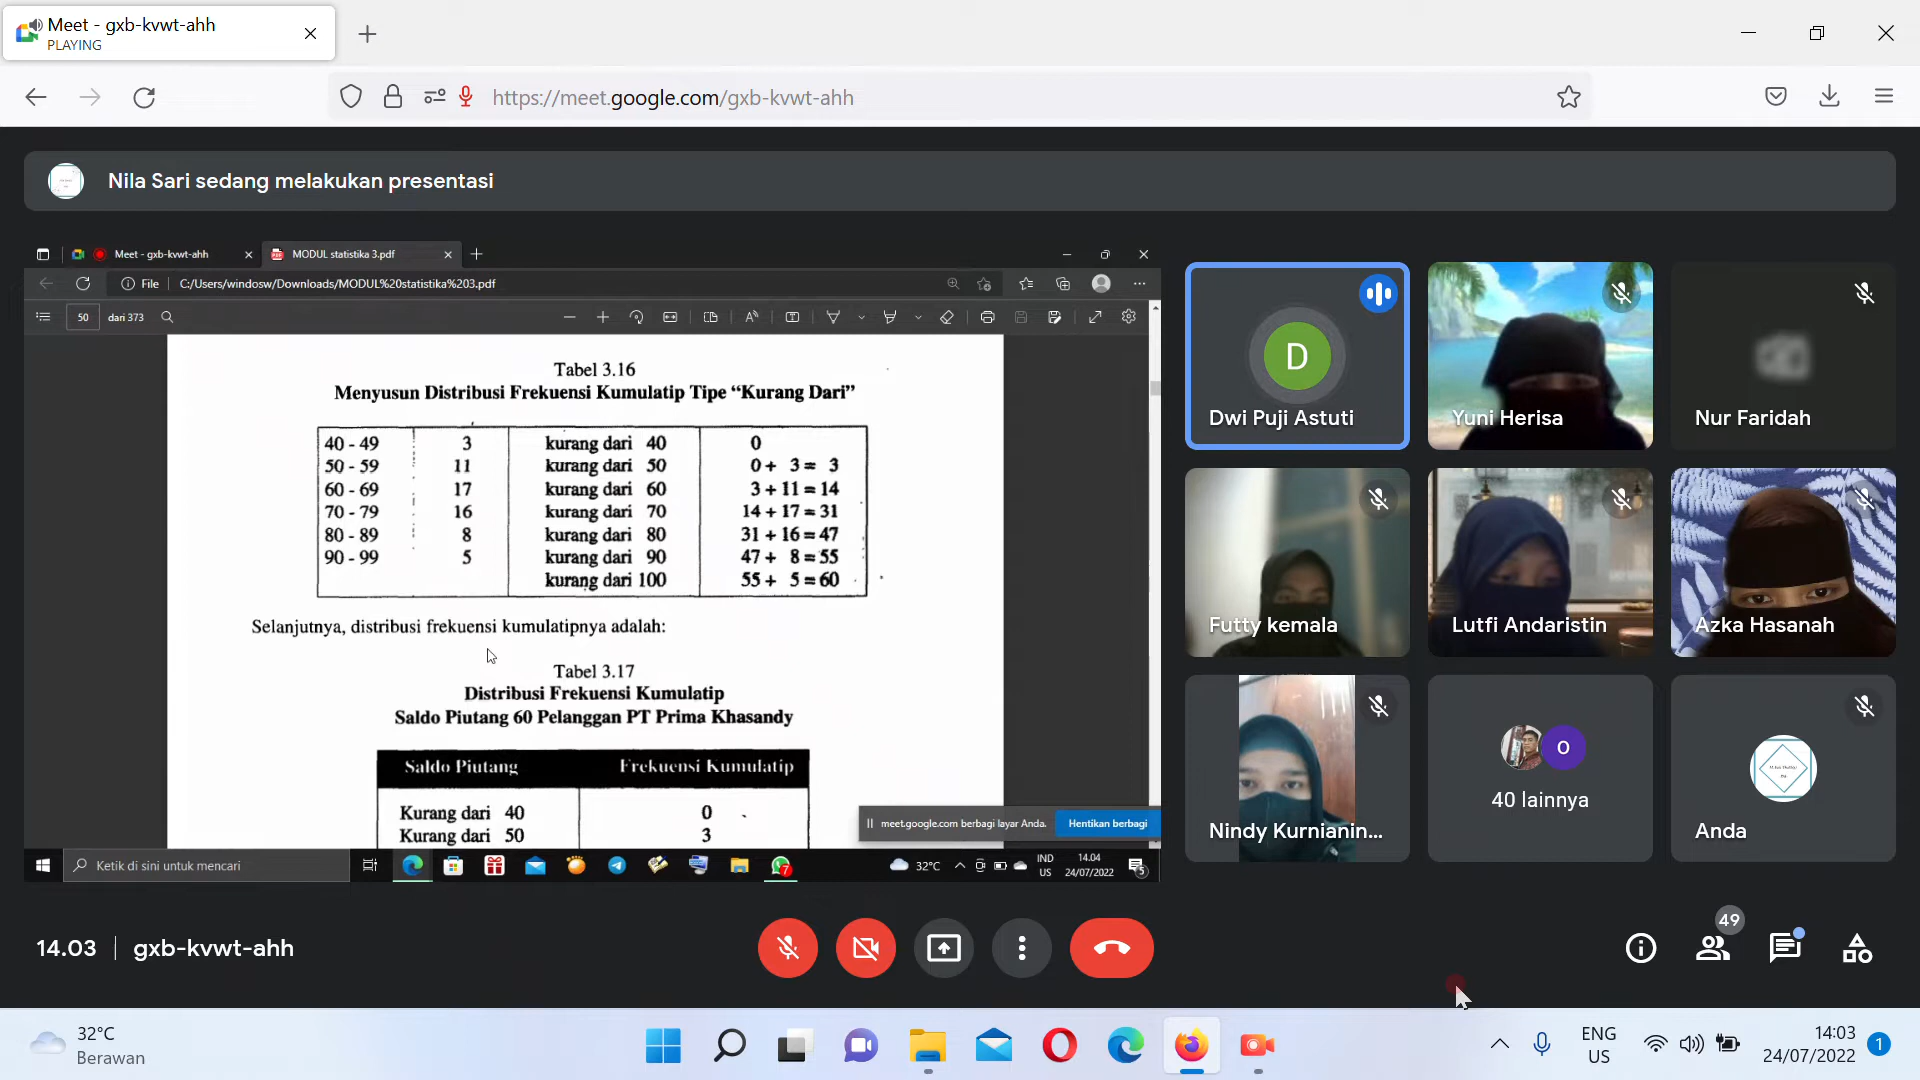 Meet - gxb-kvwt-ahh
PLAYING
https://meet.google.com/gxb-kvwt-ahh
Nila Sari sedang melakukan presentasi
Meet - gxb-kvwt-ahh
MODUL statistika 3.pdf
File
C:/Users/windosw/Downloads/MODUL%20statistika%203.pdf
50 dari 373
Tabel 3.16
Menyusun Distribusi Frekuensi Kumulatip Tipe “Kurang Dari”
40 - 49 3 kurang dari 40 0
50 - 59 11 kurang dari 50 0 + 3 = 3
60 - 69 17 kurang dari 60 3 + 11 = 14
70 - 79 16 kurang dari 70 14 + 17 = 31
80 - 89 8 kurang dari 80 31 + 16 = 47
90 - 99 5 kurang dari 90 47 + 8 = 55
kurang dari 100 55 + 5 = 60
Selanjutnya, distribusi frekuensi kumulatipnya adalah:
Tabel 3.17
Distribusi Frekuensi Kumulatip
Saldo Piutang 60 Pelanggan PT Prima Khasandy
Saldo Piutang Frekuensi Kumulatip
Kurang dari 40 0
Kurang dari 50 3
meet.google.com berbagi layar Anda.
Hentikan berbagi
Ketik di sini untuk mencari
7
32°C
IND
US
14.04
24/07/2022
5
D
Dwi Puji Astuti
Yuni Herisa
Nur Faridah
Futty kemala
Lutfi Andaristin
Azka Hasanah
Nindy Kurnianin...
O
40 lainnya
Anda
14.03 | gxb-kvwt-ahh
49
32°C
Berawan
ENG
US
14:03
24/07/2022
1